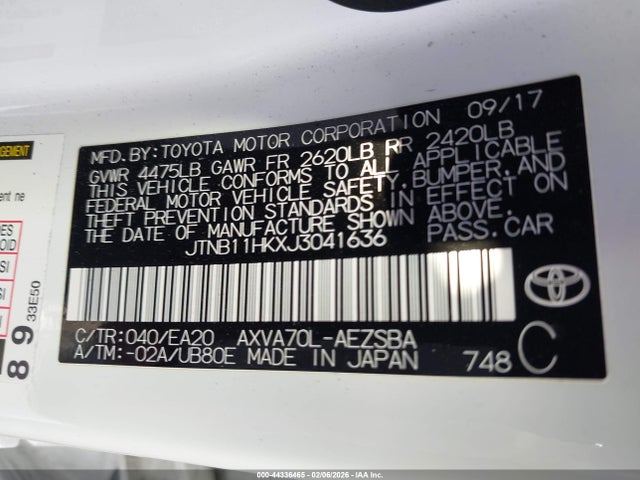 09/17
MFD.BY:TOYOTA MOTOR CORPORATION
GVWR 4475LB GAWR FR 2620LB RR 2420LB
THIS VEHICLE CONFORMS TO ALL APPLICABLE
FEDERAL MOTOR VEHICLE SAFETY,BUMPER,AND
THEFT PREVENTION STANDARDS IN EFFECT ON
THE DATE OF MANUFACTURE SHOWN ABOVE.
JTNB11HKXJ3041636 PASS.CAR
C/TR:040/EA20 AXVA70L-AEZSBA
A/TM:-02A/UB80E MADE IN JAPAN 748 C
33E50
89
000-44336465 - 02/06/2026 - IAA Inc.